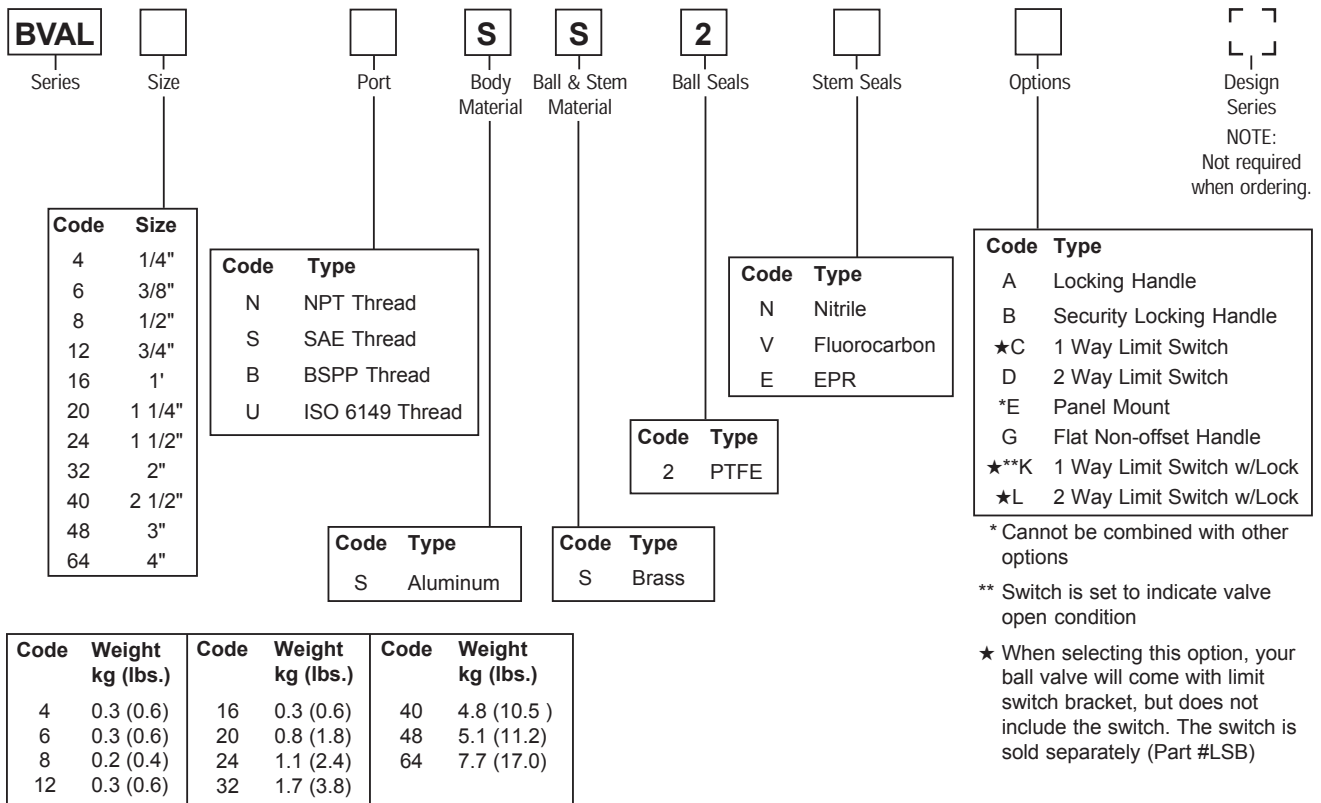 BVAL S S 2
Series Size Port Body Material Ball & Stem Material Ball Seals Stem Seals Options Design Series
NOTE:
Not required
when ordering.
Code Size
4 1/4"
6 3/8"
8 1/2"
12 3/4"
16 1'
20 1 1/4"
24 1 1/2"
32 2"
40 2 1/2"
48 3"
64 4"
Code Type
N NPT Thread
S SAE Thread
B BSPP Thread
U ISO 6149 Thread
Code Type
S Aluminum
Code Type
S Brass
Code Type
2 PTFE
Code Type
N Nitrile
V Fluorocarbon
E EPR
Code Type
A Locking Handle
B Security Locking Handle
★C 1 Way Limit Switch
D 2 Way Limit Switch
*E Panel Mount
G Flat Non-offset Handle
★**K 1 Way Limit Switch w/Lock
★L 2 Way Limit Switch w/Lock
* Cannot be combined with other
options
** Switch is set to indicate valve
open condition
★ When selecting this option, your
ball valve will come with limit
switch bracket, but does not
include the switch. The switch is
sold separately (Part #LSB)
Code Weight kg (lbs.) Code Weight kg (lbs.) Code Weight kg (lbs.)
4 0.3 (0.6) 16 0.3 (0.6) 40 4.8 (10.5 )
6 0.3 (0.6) 20 0.8 (1.8) 48 5.1 (11.2)
8 0.2 (0.4) 24 1.1 (2.4) 64 7.7 (17.0)
12 0.3 (0.6) 32 1.7 (3.8)